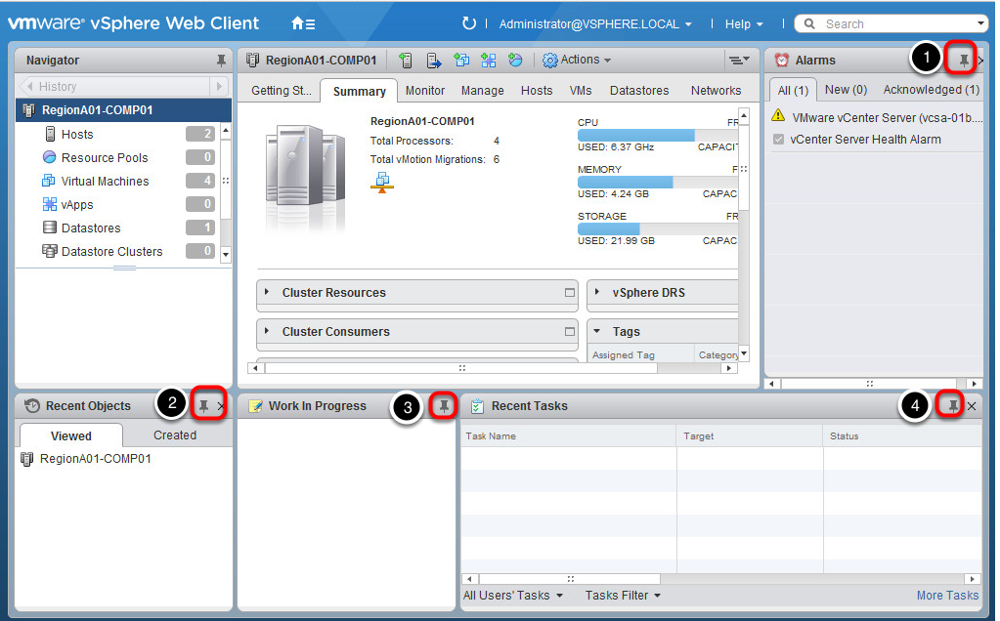 vmware® vSphere Web Client
Administrator@VSPHERE.LOCAL
Help
Search
Navigator
History
RegionA01-COMP01
Hosts 2
Resource Pools 0
Virtual Machines 4
vApps 0
Datastores 1
Datastore Clusters 0
RegionA01-COMP01
Actions
Getting St...
Summary
Monitor
Manage
Hosts
VMs
Datastores
Networks
RegionA01-COMP01
Total Processors: 4
Total vMotion Migrations: 6
CPU FR
USED: 6.37 GHz CAPACIT
MEMORY F
USED: 4.24 GB CAPAC
STORAGE FR
USED: 21.99 GB CAPAC
Cluster Resources
vSphere DRS
Cluster Consumers
Tags
Assigned Tag Category
Alarms
1
All (1) New (0) Acknowledged (1)
VMware vCenter Server (vcsa-01b....
vCenter Server Health Alarm
Recent Objects
2
Viewed Created
RegionA01-COMP01
Work In Progress
3
Recent Tasks
4
Task Name Target Status
All Users' Tasks Tasks Filter More Tasks